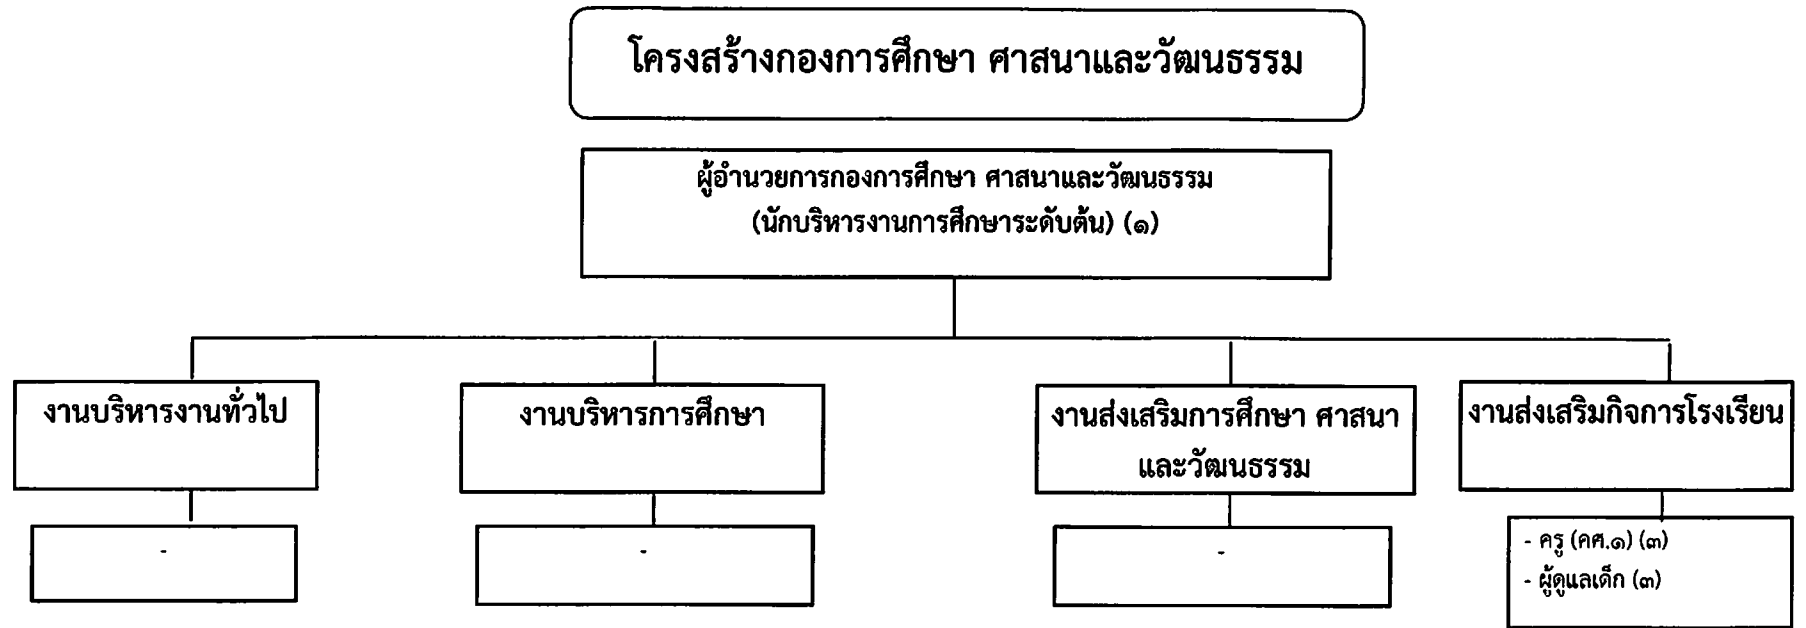 โครงสร้างกองการศึกษา ศาสนาและวัฒนธรรม
ผู้อำนวยการกองการศึกษา ศาสนาและวัฒนธรรม
(นักบริหารงานการศึกษาระดับต้น) (๑)
งานบริหารงานทั่วไป
-
งานบริหารการศึกษา
-
งานส่งเสริมการศึกษา ศาสนา
และวัฒนธรรม
-
งานส่งเสริมกิจการโรงเรียน
- ครู (คศ.๑) (๓)
- ผู้ดูแลเด็ก (๓)